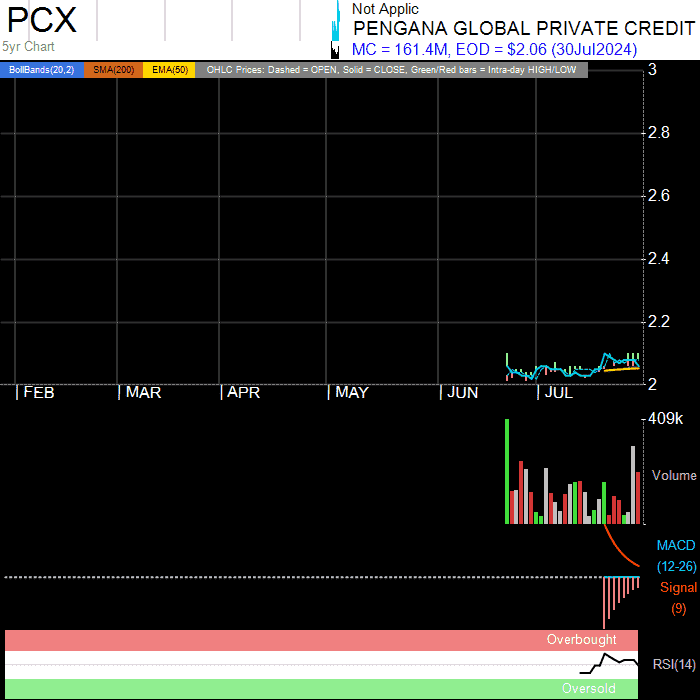 PCX
5yr Chart
Not Applic
PENGANA GLOBAL PRIVATE CREDIT
MC = 161.4M, EOD = $2.06 (30Jul2024)
BollBands(20,2) SMA(200) EMA(50) OHLC Prices: Dashed = OPEN, Solid = CLOSE, Green/Red bars = Intra-day HIGH/LOW
3
2.8
2.6
2.4
2.2
2
FEB MAR APR MAY JUN JUL
409k
Volume
MACD
(12-26)
Signal
(9)
Overbought
RSI(14)
Oversold